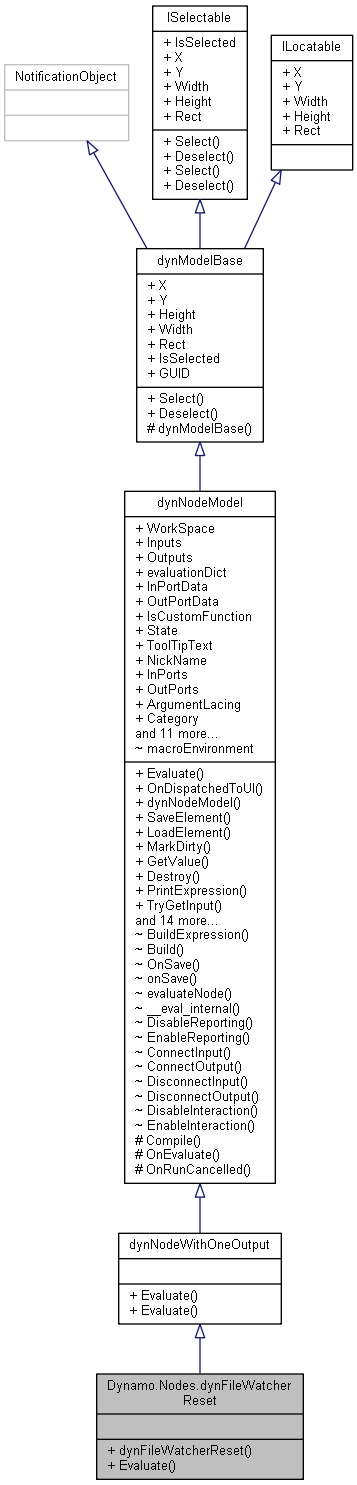 ISelectable
+ IsSelected
+ X
+ Y
+ Width
+ Height
+ Rect
+ Select()
+ Deselect()
+ Select()
+ Deselect()
ILocatable
+ X
+ Y
+ Width
+ Height
+ Rect
NotificationObject
dynModelBase
+ X
+ Y
+ Height
+ Width
+ Rect
+ IsSelected
+ GUID
+ Select()
+ Deselect()
# dynModelBase()
dynNodeModel
+ WorkSpace
+ Inputs
+ Outputs
+ evaluationDict
+ InPortData
+ OutPortData
+ IsCustomFunction
+ State
+ ToolTipText
+ NickName
+ InPorts
+ OutPorts
+ ArgumentLacing
+ Category
and 11 more...
~ macroEnvironment
+ Evaluate()
+ OnDispatchedToUI()
+ dynNodeModel()
+ SaveElement()
+ LoadElement()
+ MarkDirty()
+ GetValue()
+ Destroy()
+ PrintExpression()
+ TryGetInput()
and 14 more...
~ BuildExpression()
~ Build()
~ OnSave()
~ onSave()
~ evaluateNode()
~ __eval_internal()
~ DisableReporting()
~ EnableReporting()
~ ConnectInput()
~ ConnectOutput()
~ DisconnectInput()
~ DisconnectOutput()
~ DisableInteraction()
~ EnableInteraction()
# Compile()
# OnEvaluate()
# OnRunCancelled()
dynNodeWithOneOutput
+ Evaluate()
+ Evaluate()
Dynamo.Nodes.dynFileWatcher
Reset
+ dynFileWatcherReset()
+ Evaluate()